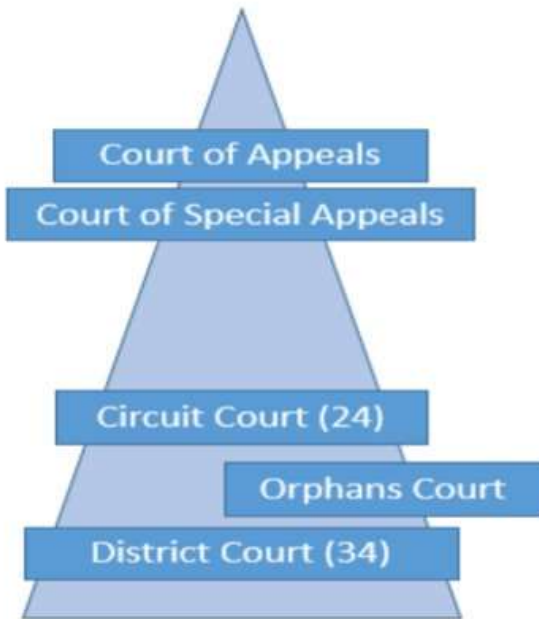 Court of Appeals
Court of Special Appeals
Circuit Court (24)
Orphans Court
District Court (34)